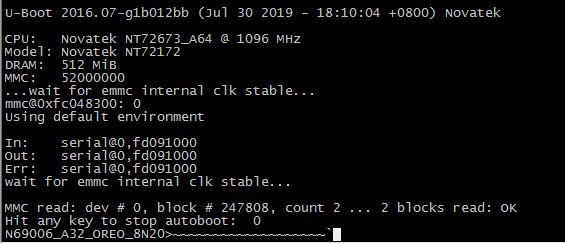 U-Boot 2016.07-g1b012bb (Jul 30 2019 - 18:10:04 +0800) Novatek
CPU:   Novatek NT72673_A64 @ 1096 MHz
Model: Novatek NT72172
DRAM:  512 MiB
MMC:   52000000
...wait for emmc internal clk stable...
mmc@0xfc048300: 0
Using default environment
In:    serial@0,fd091000
Out:   serial@0,fd091000
Err:   serial@0,fd091000
wait for emmc internal clk stable...
MMC read: dev # 0, block # 247808, count 2 ... 2 blocks read: OK
Hit any key to stop autoboot:  0
N69006_A32_OREO_8N20>~~~~~~~~~~~~~~~~~~~~~~`